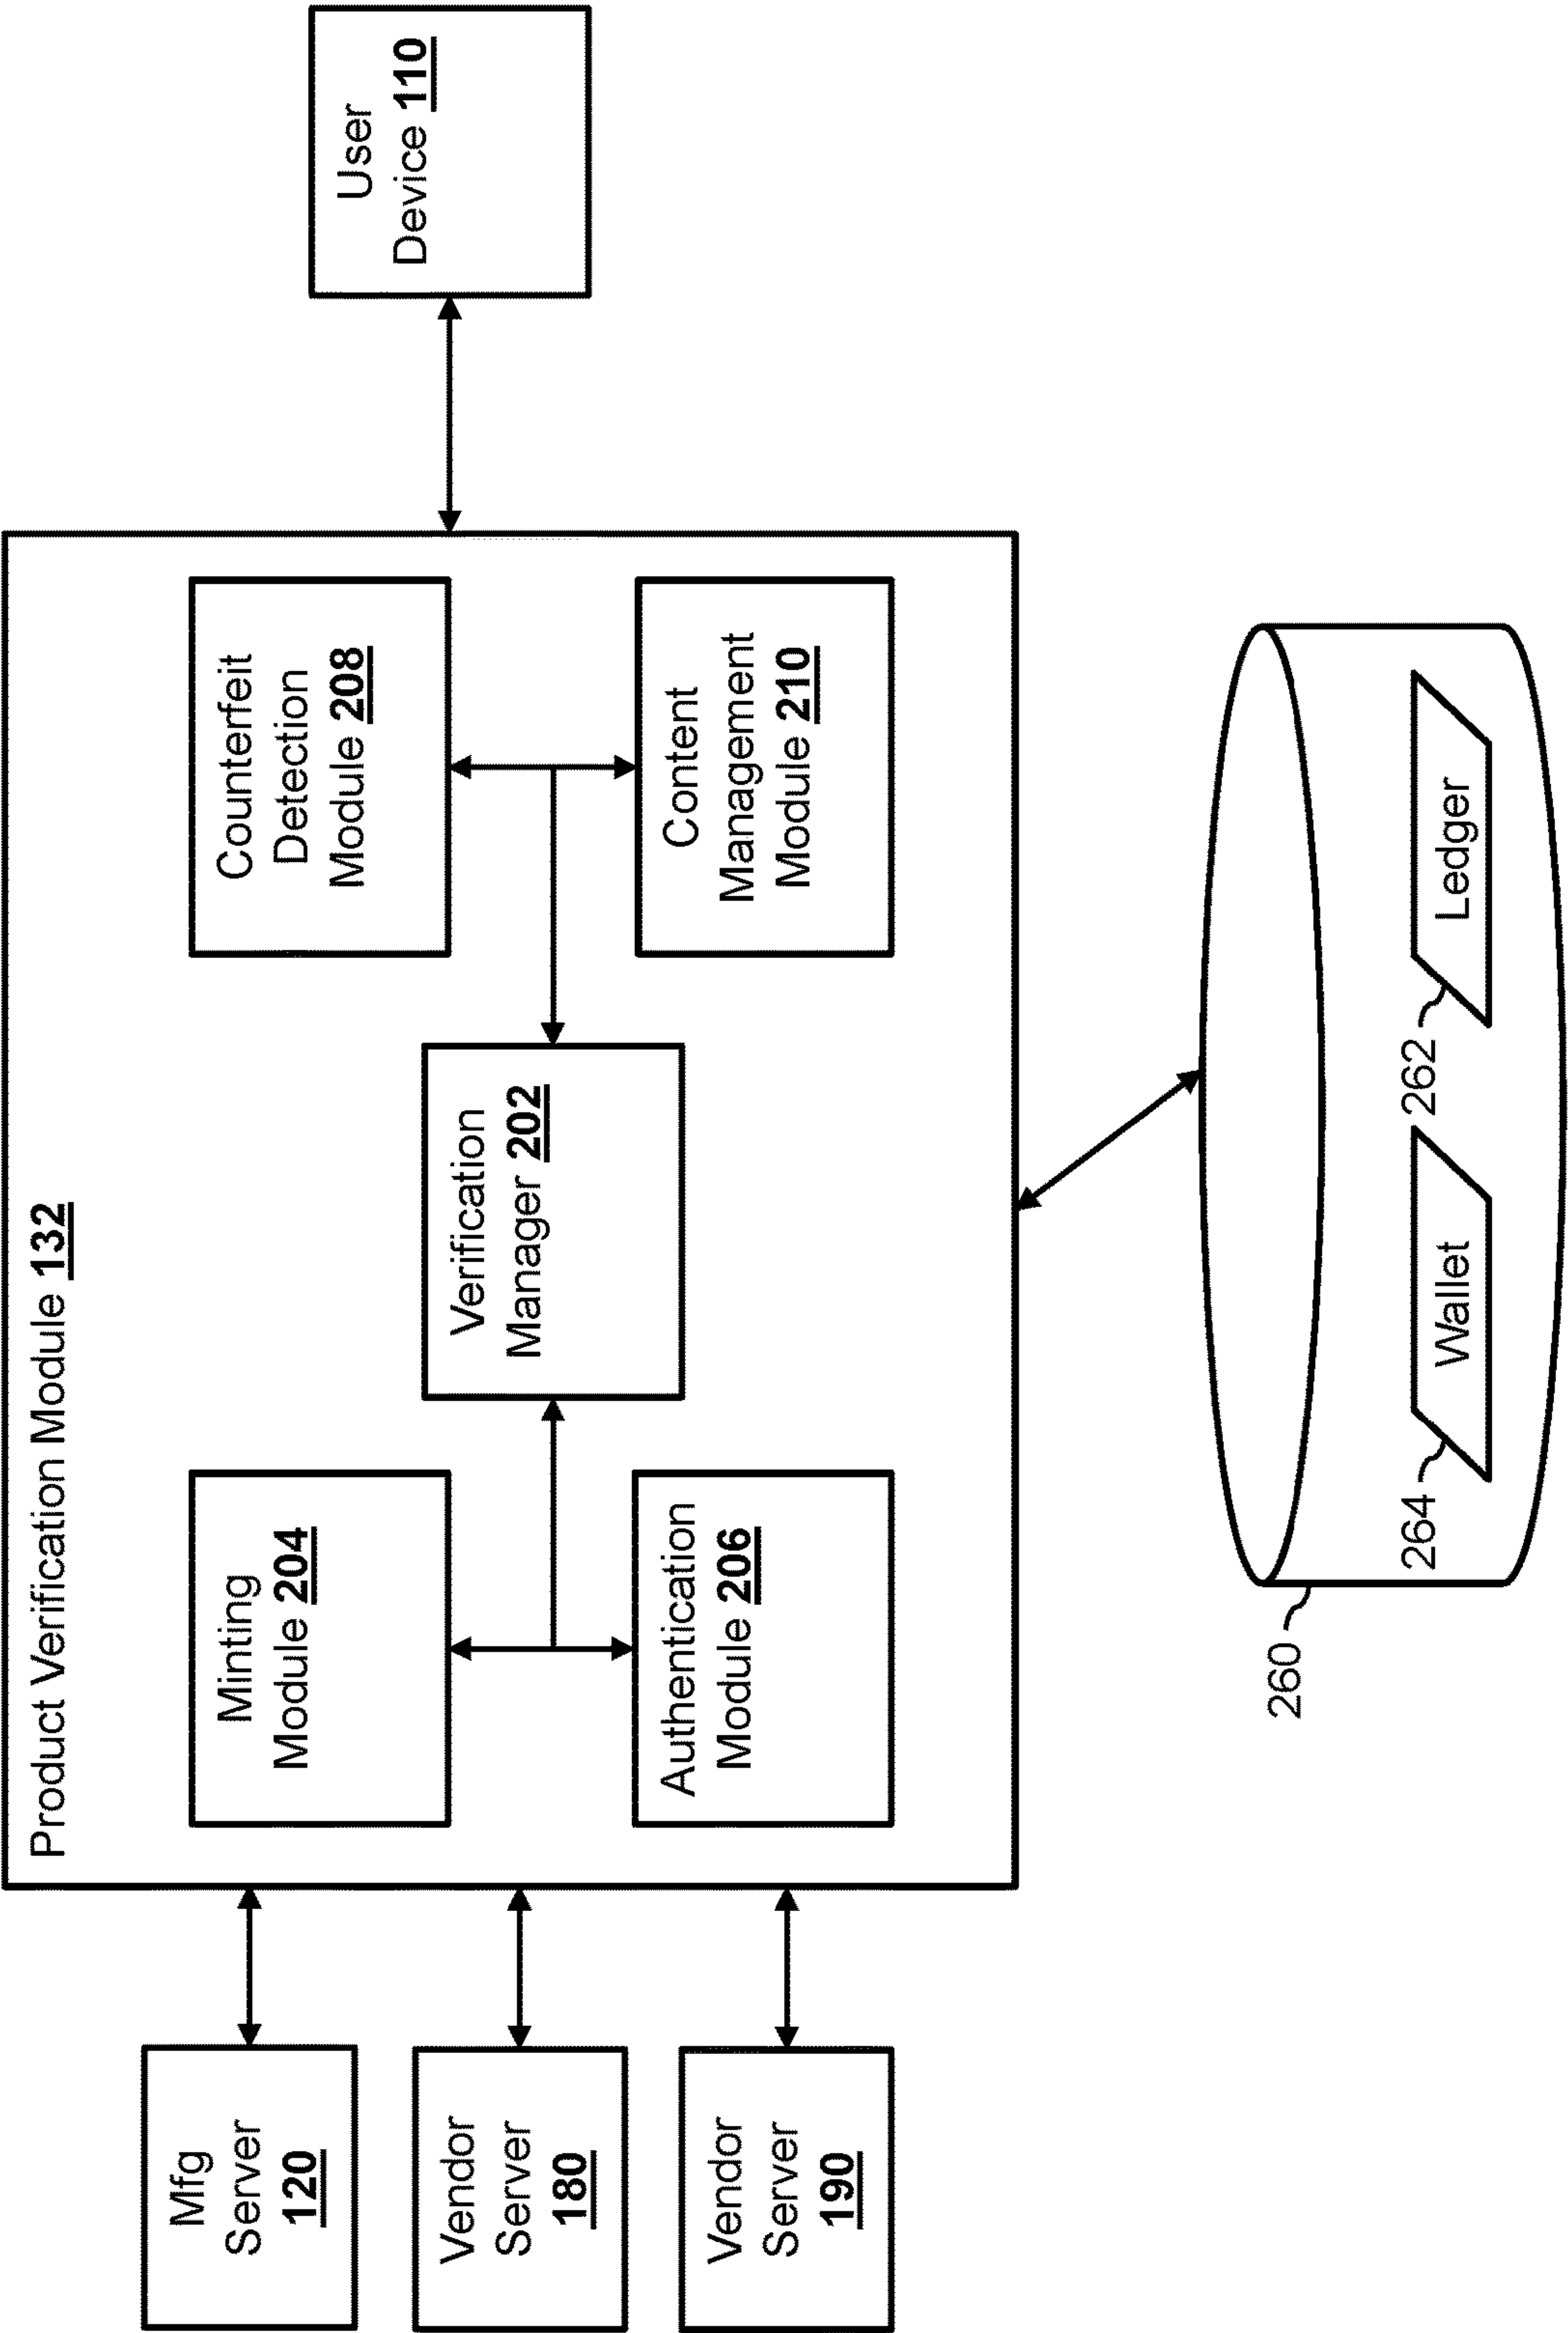 Product Verification Module 132
Mfg
Server
120
Vendor
Server
180
Vendor
Server
190
Minting
Module 204
Authentication
Module 206
Verification
Manager 202
Counterfeit
Detection
Module 208
Content
Management
Module 210
User
Device 110
260
264
Wallet
262
Ledger